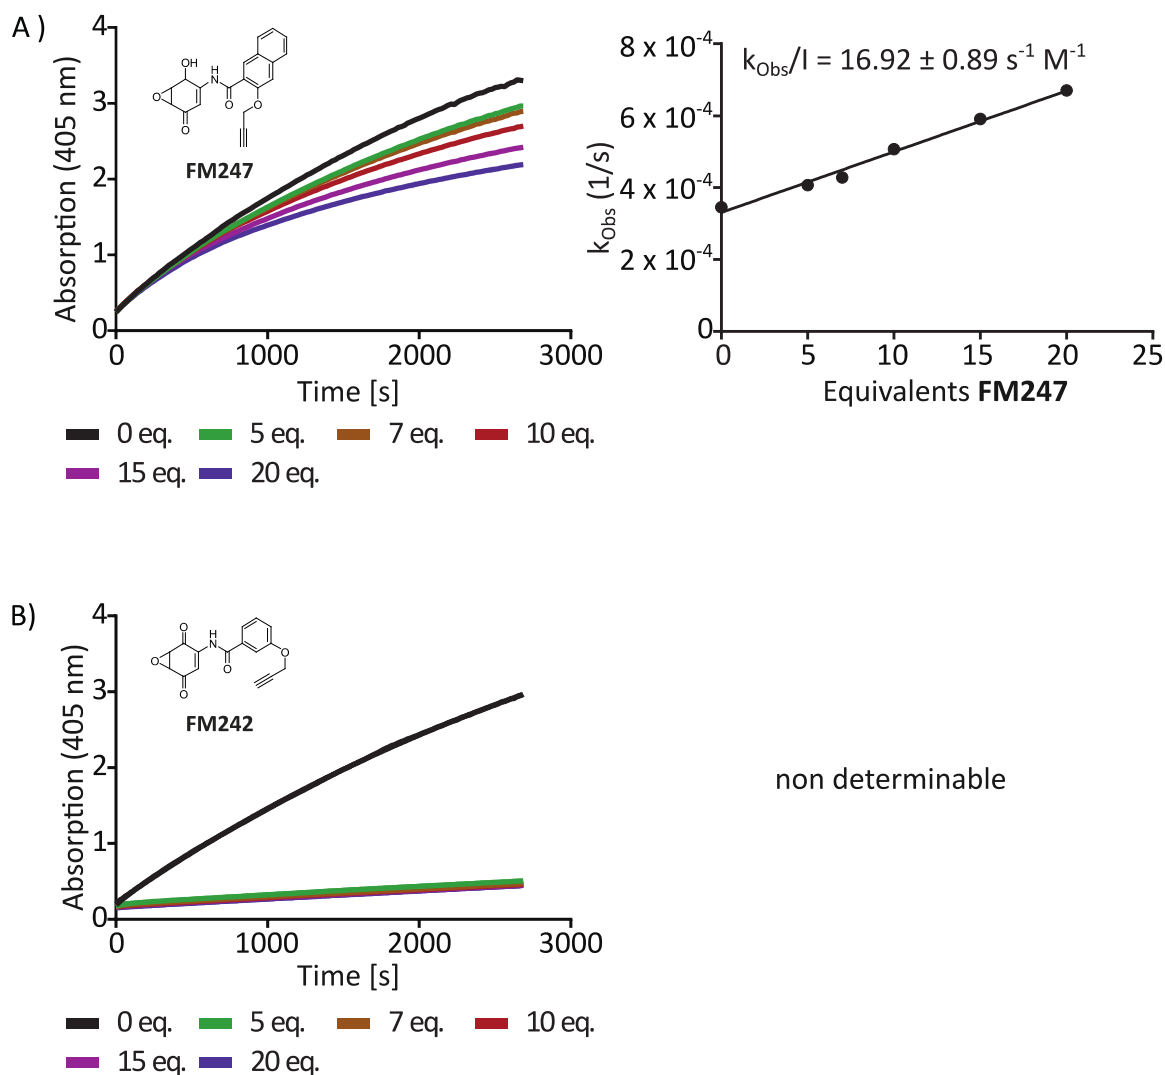 A )
4
3
2
1
0
Absorption (405 nm)
0 1000 2000 3000
Time [s]
OH
H
N
O
O
O
O
FM247
0 eq. 5 eq. 7 eq. 10 eq.
15 eq. 20 eq.
8 x 10⁻⁴
6 x 10⁻⁴
4 x 10⁻⁴
2 x 10⁻⁴
0
kObs (1/s)
kObs/I = 16.92 ± 0.89 s⁻¹ M⁻¹
0 5 10 15 20 25
Equivalents FM247
B)
4
3
2
1
0
Absorption (405 nm)
0 1000 2000 3000
Time [s]
O
H
N
O
O
O
O
FM242
non determinable
0 eq. 5 eq. 7 eq. 10 eq.
15 eq. 20 eq.